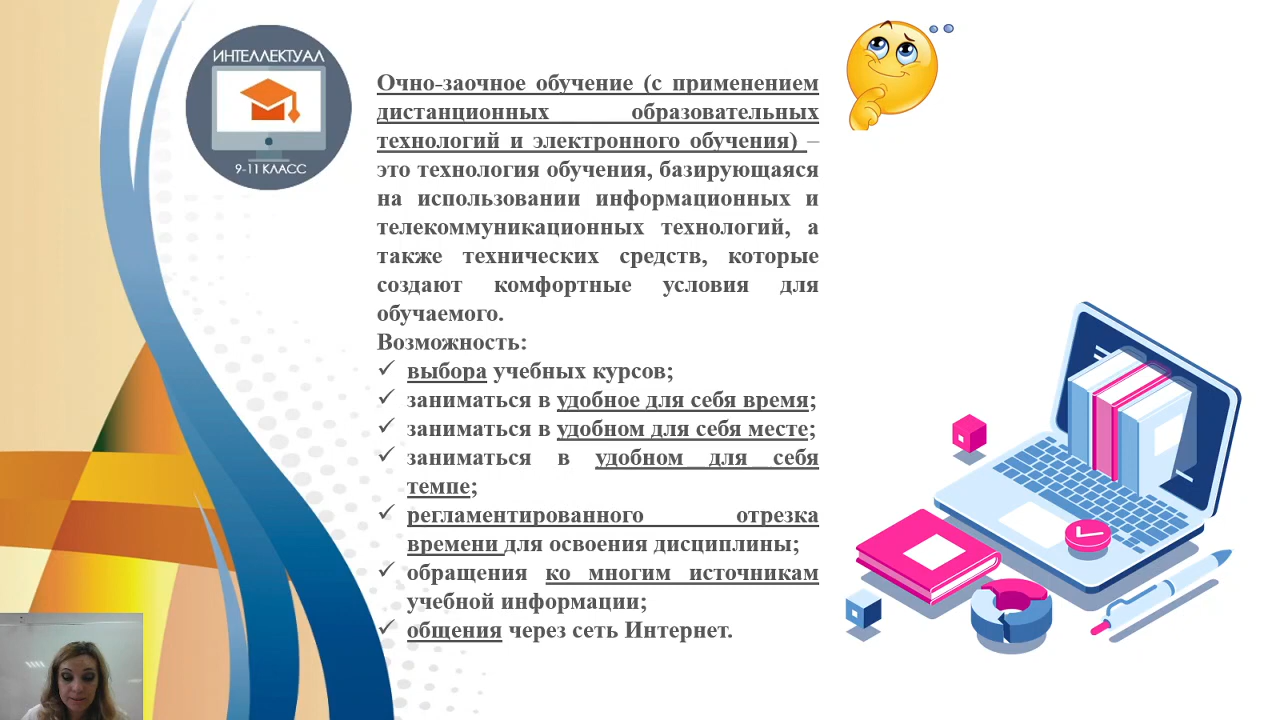 ИНТЕЛЛЕКТУАЛ
9-11 КЛАСС
Очно-заочное обучение (с применением
дистанционных образовательных
технологий и электронного обучения) –
это технология обучения, базирующаяся
на использовании информационных и
телекоммуникационных технологий, а
также технических средств, которые
создают комфортные условия для
обучаемого.
Возможность:
✓ выбора учебных курсов;
✓ заниматься в удобное для себя время;
✓ заниматься в удобном для себя месте;
✓ заниматься в удобном для себя
темпе;
✓ регламентированного отрезка
времени для освоения дисциплины;
✓ обращения ко многим источникам
учебной информации;
✓ общения через сеть Интернет.